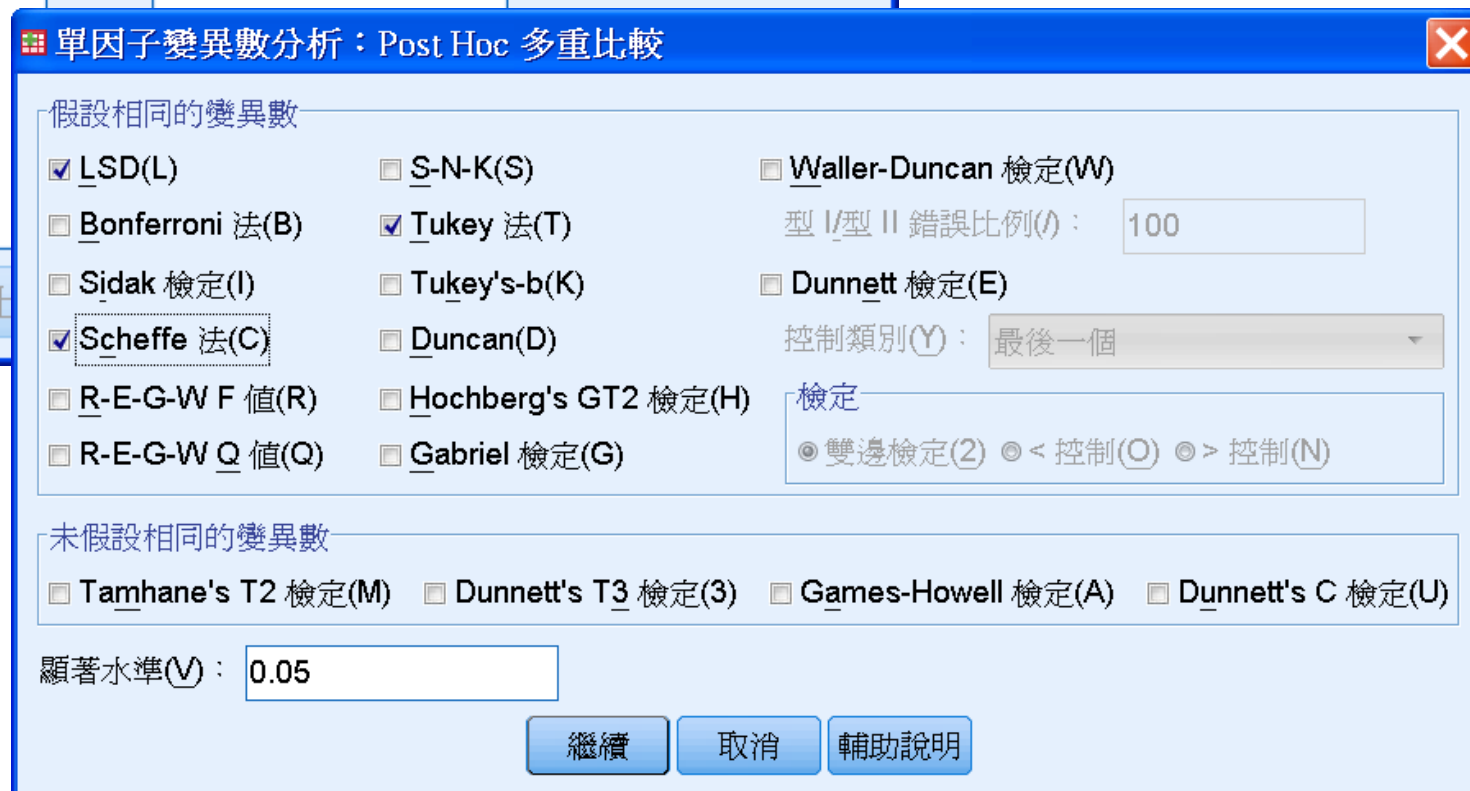 單因子變異數分析：Post Hoc 多重比較
假設相同的變異數
LSD(L) S-N-K(S) Waller-Duncan 檢定(W)
Bonferroni 法(B) Tukey 法(T) 型 I/型 II 錯誤比例(/)： 100
Sidak 檢定(I) Tukey's-b(K) Dunnett 檢定(E)
Scheffe 法(C) Duncan(D) 控制類別(Y)： 最後一個
R-E-G-W F 值(R) Hochberg's GT2 檢定(H) 檢定
R-E-G-W Q 值(Q) Gabriel 檢定(G) 雙邊檢定(2) < 控制(O) > 控制(N)
未假設相同的變異數
Tamhane's T2 檢定(M) Dunnett's T3 檢定(3) Games-Howell 檢定(A) Dunnett's C 檢定(U)
顯著水準(V)： 0.05
繼續 取消 輔助說明